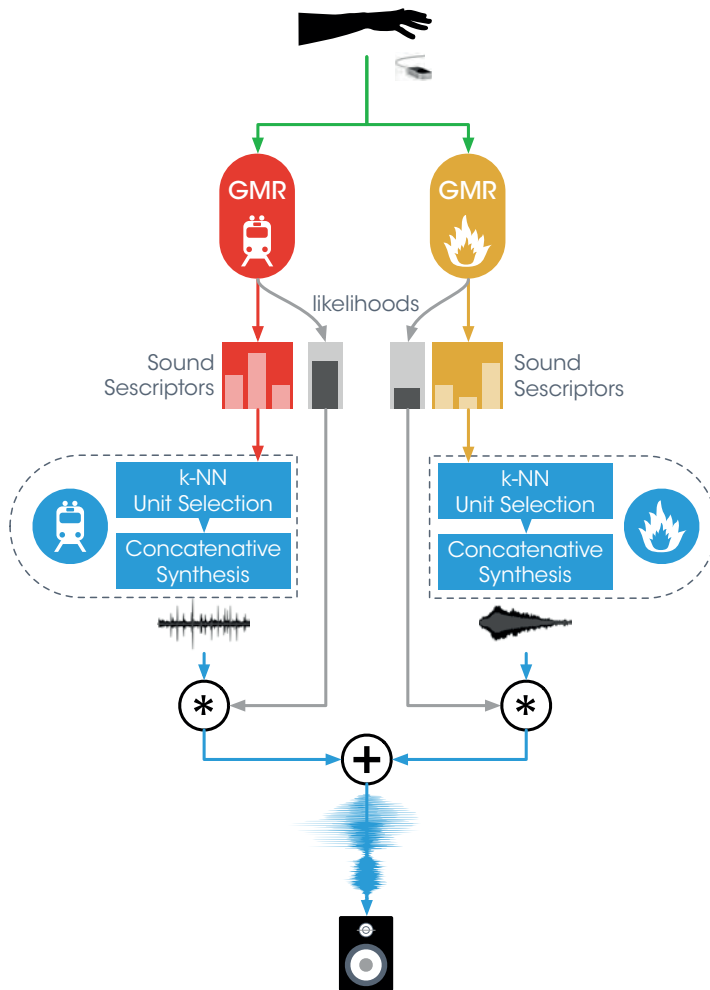 GMR
GMR
likelihoods
Sound
Sescriptors
Sound
Sescriptors
k-NN
Unit Selection
Concatenative
Synthesis
k-NN
Unit Selection
Concatenative
Synthesis
*
*
+